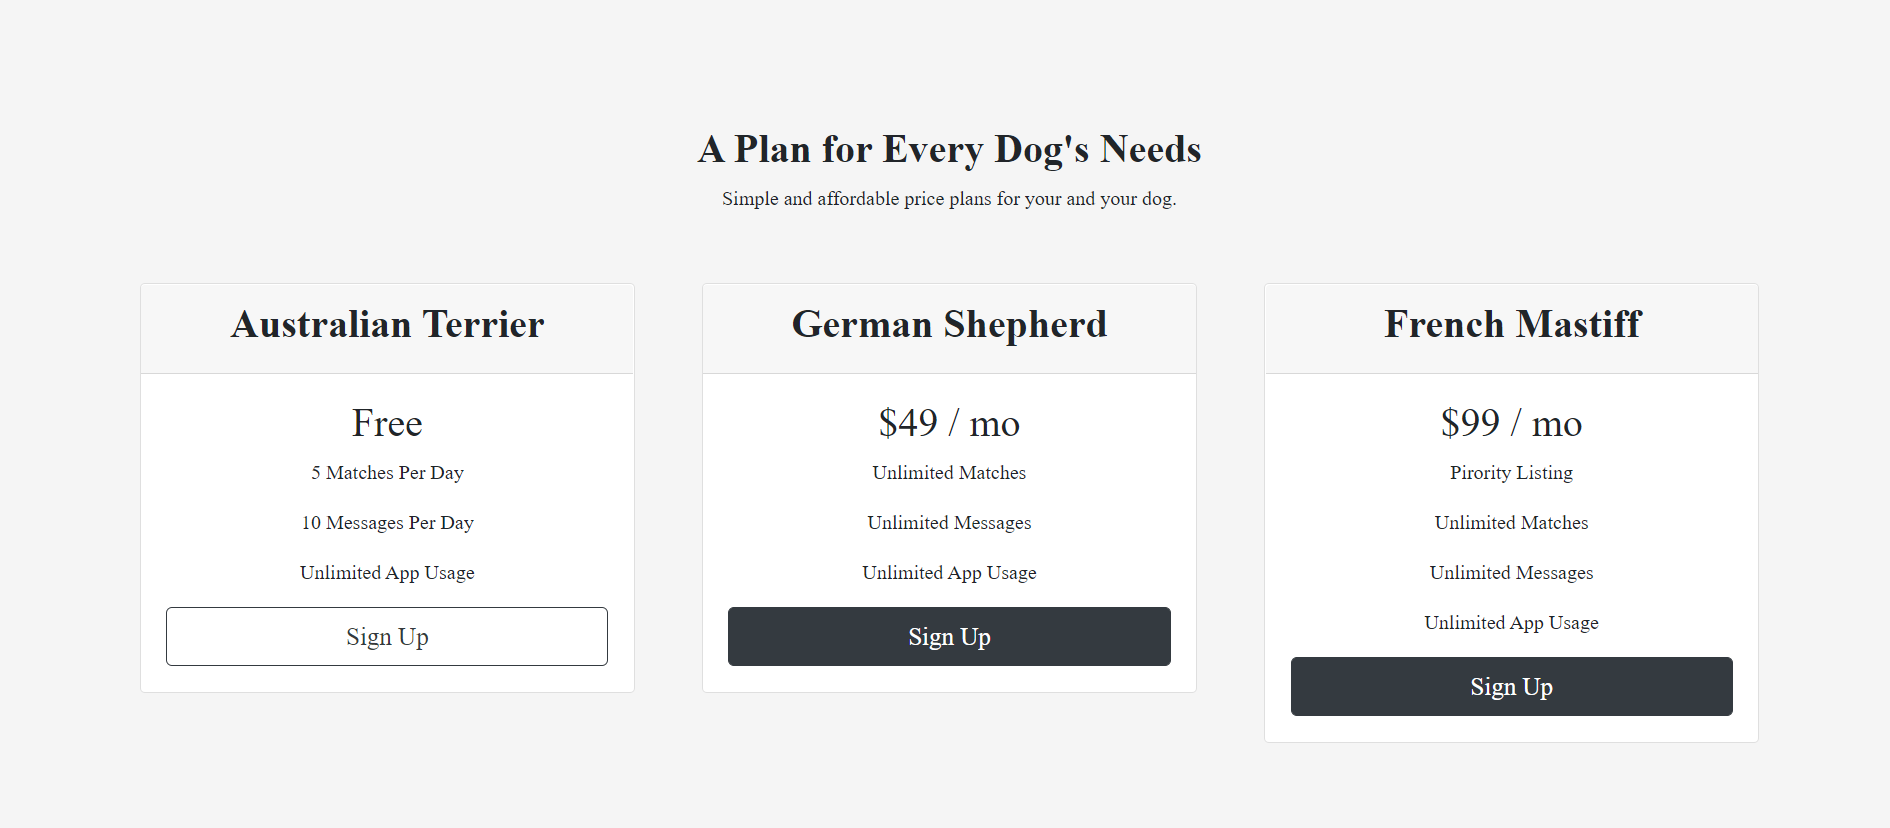 A Plan for Every Dog's Needs
Simple and affordable price plans for your and your dog.
Australian Terrier
Free
5 Matches Per Day
10 Messages Per Day
Unlimited App Usage
Sign Up
German Shepherd
$49 / mo
Unlimited Matches
Unlimited Messages
Unlimited App Usage
Sign Up
French Mastiff
$99 / mo
Pirority Listing
Unlimited Matches
Unlimited Messages
Unlimited App Usage
Sign Up